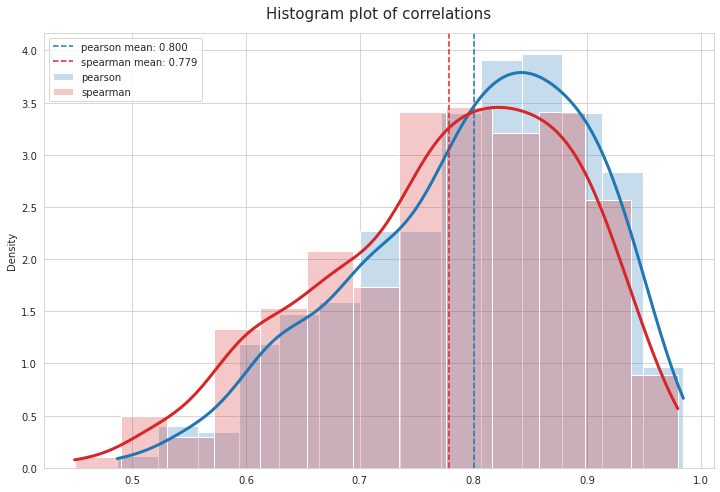 Histogram plot of correlations
pearson mean: 0.800
spearman mean: 0.779
pearson
spearman
Density
4.0
3.5
3.0
2.5
2.0
1.5
1.0
0.5
0.0
0.5 0.6 0.7 0.8 0.9 1.0